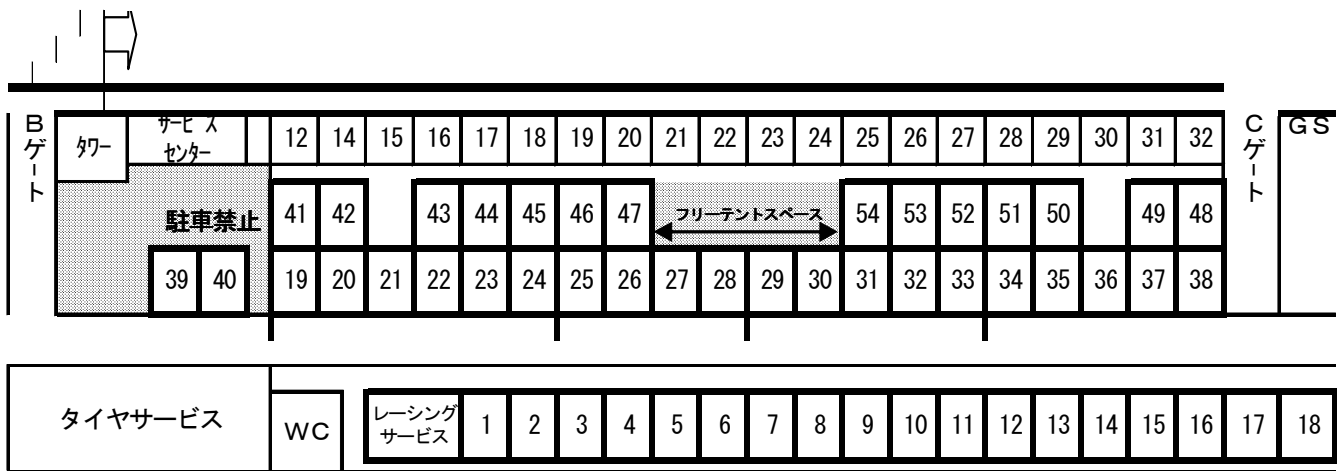 Bゲート
タワー
サービス
センター
12 14 15 16 17 18 19 20 21 22 23 24 25 26 27 28 29 30 31 32
Cゲート
GS
駐車禁止
41 42 43 44 45 46 47
フリーテントスペース
54 53 52 51 50 49 48
39 40 19 20 21 22 23 24 25 26 27 28 29 30 31 32 33 34 35 36 37 38
タイヤサービス
WC
レーシング
サービス
1 2 3 4 5 6 7 8 9 10 11 12 13 14 15 16 17 18